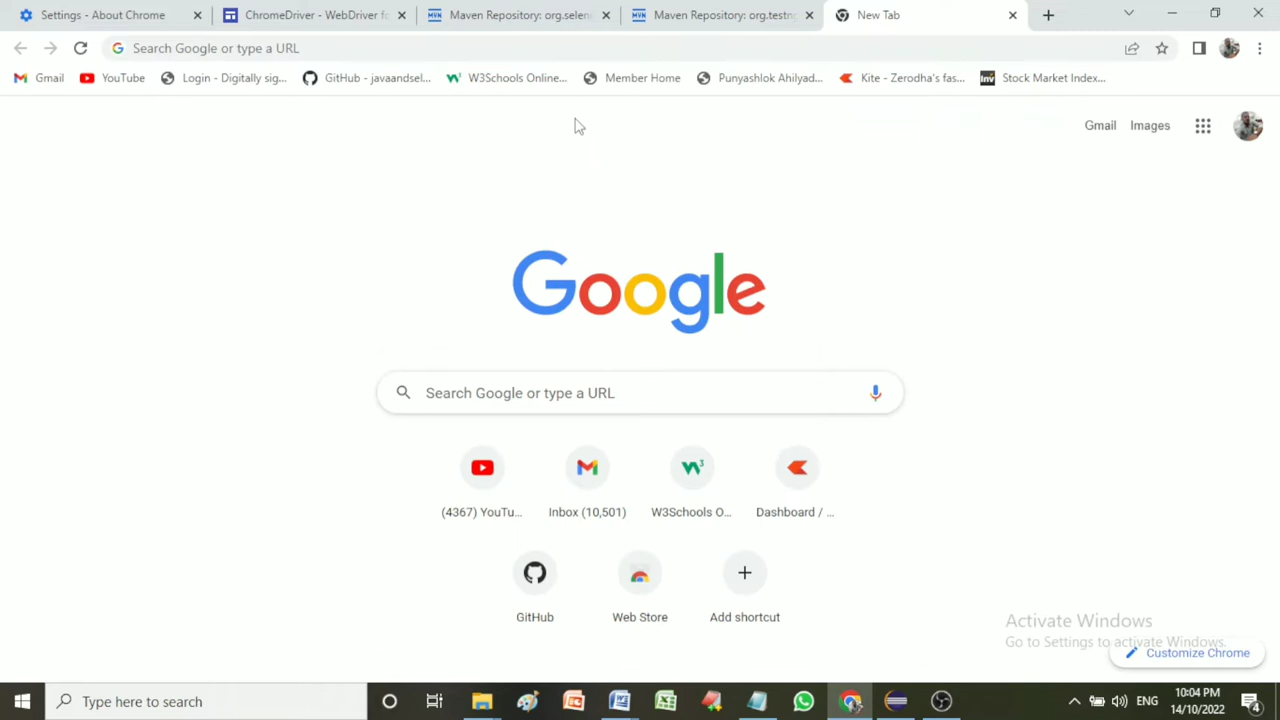 Settings - About Chrome
ChromeDriver - WebDriver fo
Maven Repository: org.selen
Maven Repository: org.testng
New Tab
Search Google or type a URL
Gmail
YouTube
Login - Digitally sig...
GitHub - javaandsel...
W3Schools Online...
Member Home
Punyashlok Ahilyad...
Kite - Zerodha's fas...
Inv
Stock Market Index...
Gmail
Images
Google
Search Google or type a URL
(4367) YouTu...
Inbox (10,501)
W3Schools O...
Dashboard / ...
GitHub
Web Store
Add shortcut
Activate Windows
Go to Settings to activate Windows.
Customize Chrome
Type here to search
ENG
10:04 PM
14/10/2022
4